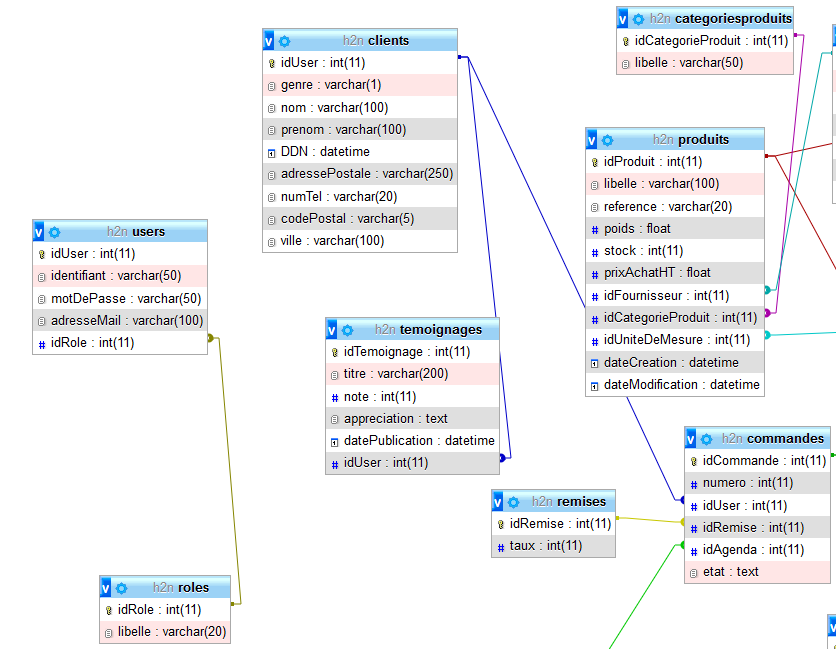 h2n categoriesproduits
idCategorieProduit : int(11)
libelle : varchar(50)
h2n clients
idUser : int(11)
genre : varchar(1)
nom : varchar(100)
prenom : varchar(100)
DDN : datetime
adressePostale : varchar(250)
numTel : varchar(20)
codePostal : varchar(5)
ville : varchar(100)
h2n produits
idProduit : int(11)
libelle : varchar(100)
reference : varchar(20)
poids : float
stock : int(11)
prixAchatHT : float
idFournisseur : int(11)
idCategorieProduit : int(11)
idUniteDeMesure : int(11)
dateCreation : datetime
dateModification : datetime
h2n users
idUser : int(11)
identifiant : varchar(50)
motDePasse : varchar(50)
adresseMail : varchar(100)
idRole : int(11)
h2n temoignages
idTemoignage : int(11)
titre : varchar(200)
note : int(11)
appreciation : text
datePublication : datetime
idUser : int(11)
h2n commandes
idCommande : int(11)
numero : int(11)
idUser : int(11)
idRemise : int(11)
idAgenda : int(11)
etat : text
h2n remises
idRemise : int(11)
taux : int(11)
h2n roles
idRole : int(11)
libelle : varchar(20)